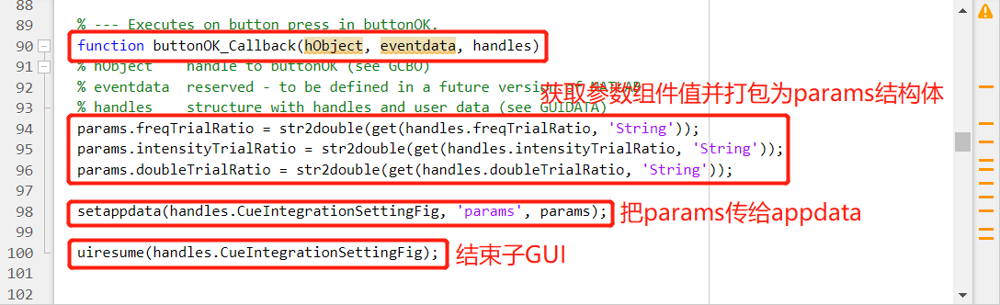 88
89 % --- Executes on button press in buttonOK.
90 function buttonOK_Callback(hObject, eventdata, handles)
91 % hObject    handle to buttonOK (see GCBO)
92 % eventdata  reserved - to be defined in a future version of MATLAB
获取参数组件值并打包为params结构体
93 % handles    structure with handles and user data (see GUIDATA)
94 params.freqTrialRatio = str2double(get(handles.freqTrialRatio, 'String'));
95 params.intensityTrialRatio = str2double(get(handles.intensityTrialRatio, 'String'));
96 params.doubleTrialRatio = str2double(get(handles.doubleTrialRatio, 'String'));
97
98 setappdata(handles.CueIntegrationSettingFig, 'params', params); 把params传给appdata
99
100 uiresume(handles.CueIntegrationSettingFig); 结束子GUI
101
102